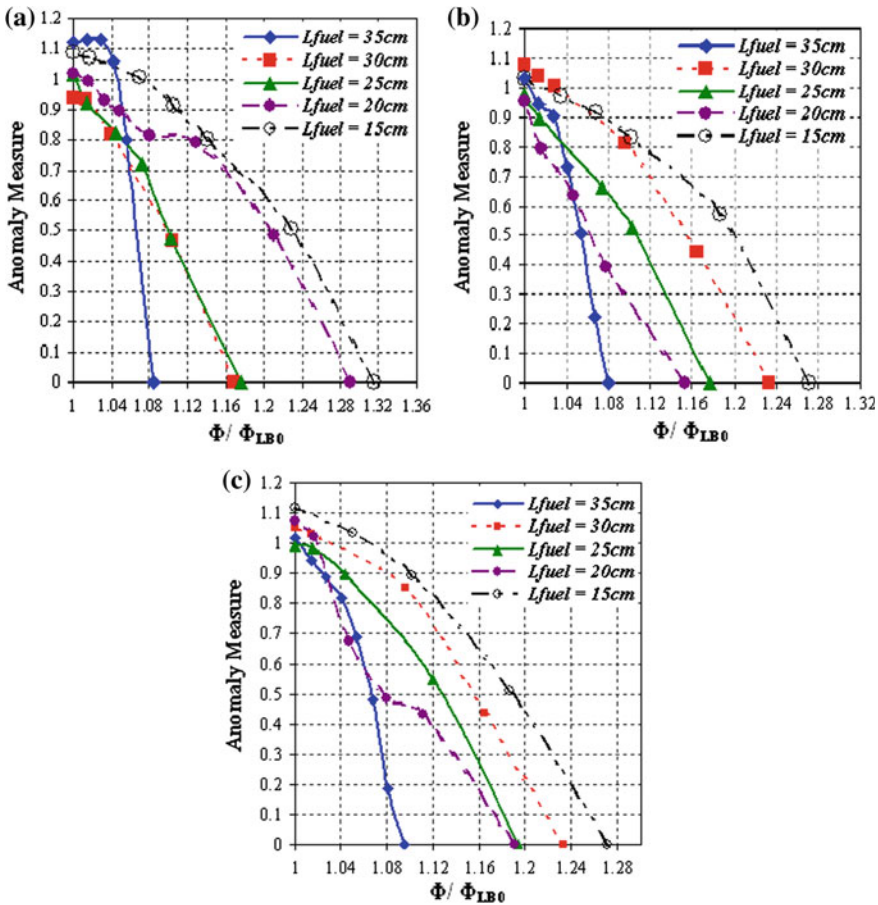 (a)
Anomaly Measure
1.2
1.1
1
0.9
0.8
0.7
0.6
0.5
0.4
0.3
0.2
0.1
0
1 1.04 1.08 1.12 1.16 1.2 1.24 1.28 1.32 1.36
Φ/ Φ_LBO
Lfuel = 35cm
Lfuel = 30cm
Lfuel = 25cm
Lfuel = 20cm
Lfuel = 15cm
(b)
Anomaly Measure
1.2
1.1
1
0.9
0.8
0.7
0.6
0.5
0.4
0.3
0.2
0.1
0
1 1.04 1.08 1.12 1.16 1.2 1.24 1.28 1.32
Φ/ Φ_LBO
Lfuel = 35cm
Lfuel = 30cm
Lfuel = 25cm
Lfuel = 20cm
Lfuel = 15cm
(c)
Anomaly Measure
1.2
1.1
1
0.9
0.8
0.7
0.6
0.5
0.4
0.3
0.2
0.1
0
1 1.04 1.08 1.12 1.16 1.2 1.24 1.28
Φ/ Φ_LBO
Lfuel = 35cm
Lfuel = 30cm
Lfuel = 25cm
Lfuel = 20cm
Lfuel = 15cm